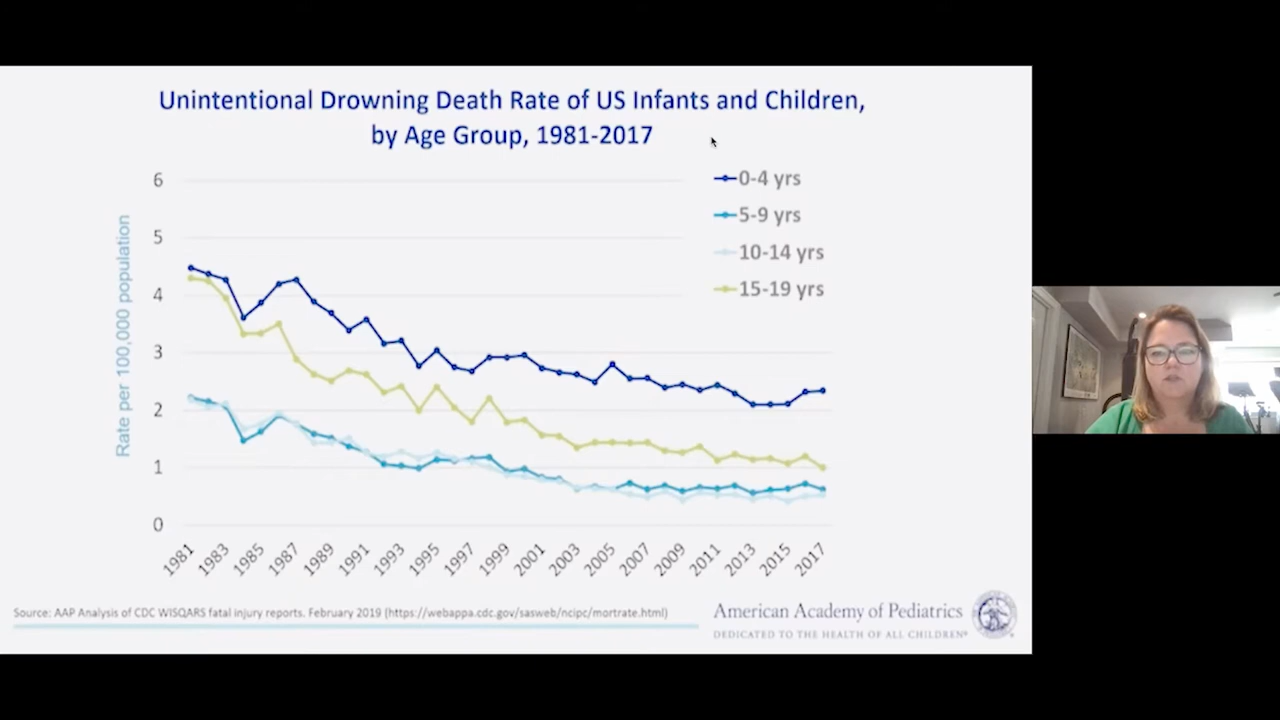 Unintentional Drowning Death Rate of US Infants and Children,
by Age Group, 1981-2017
Rate per 100,000 population
6
5
4
3
2
1
0
1981
1983
1985
1987
1989
1991
1993
1995
1997
1999
2001
2003
2005
2007
2009
2011
2013
2015
2017
0-4 yrs
5-9 yrs
10-14 yrs
15-19 yrs
Source: AAP Analysis of CDC WISQARS fatal injury reports. February 2019 (https://webappa.cdc.gov/sasweb/ncipc/mortrate.html)
American Academy of Pediatrics
DEDICATED TO THE HEALTH OF ALL CHILDREN®